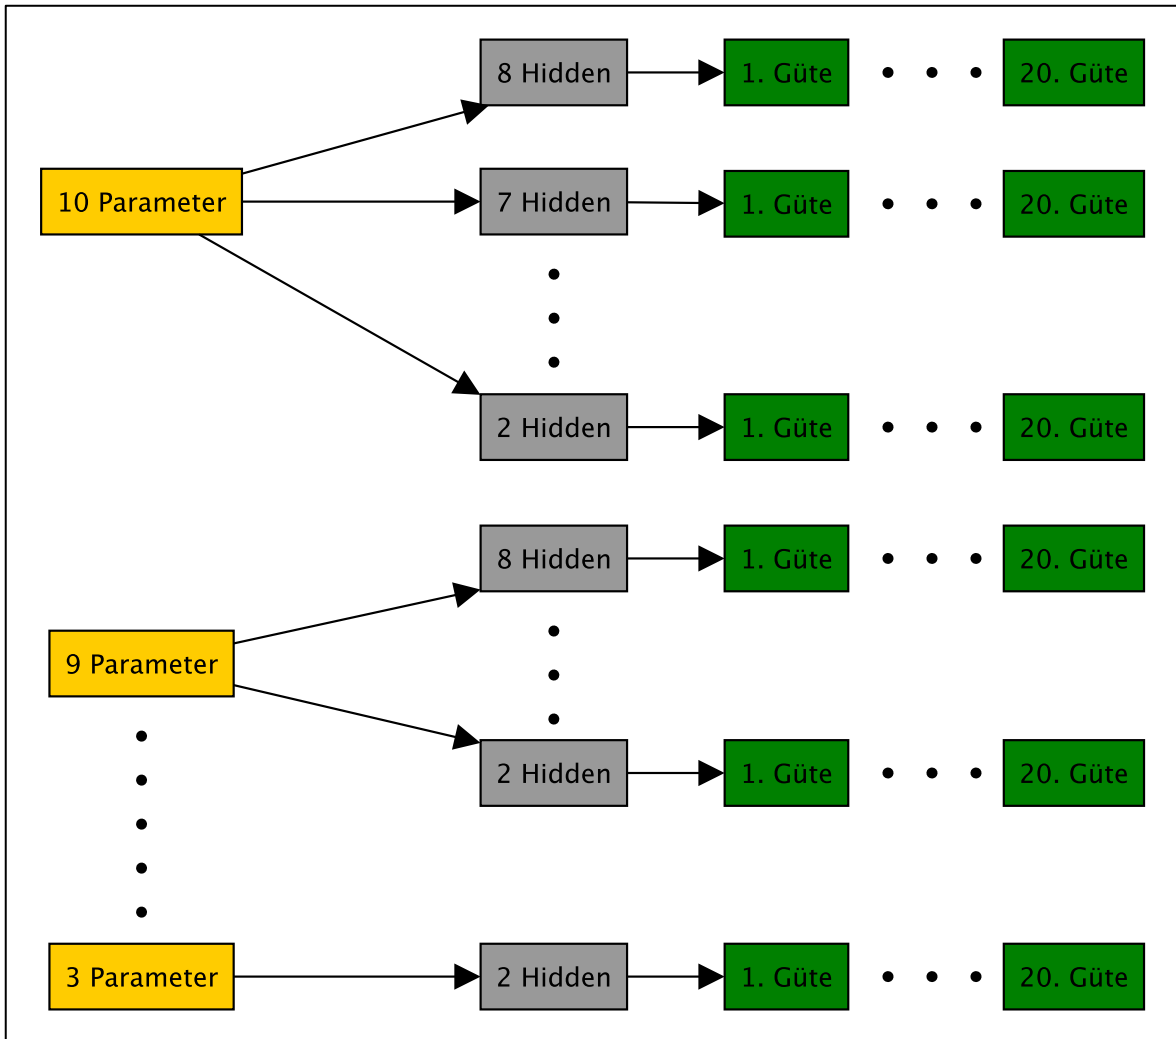 8 Hidden 1. Güte 20. Güte
10 Parameter 7 Hidden 1. Güte 20. Güte
2 Hidden 1. Güte 20. Güte
8 Hidden 1. Güte 20. Güte
9 Parameter
2 Hidden 1. Güte 20. Güte
3 Parameter 2 Hidden 1. Güte 20. Güte